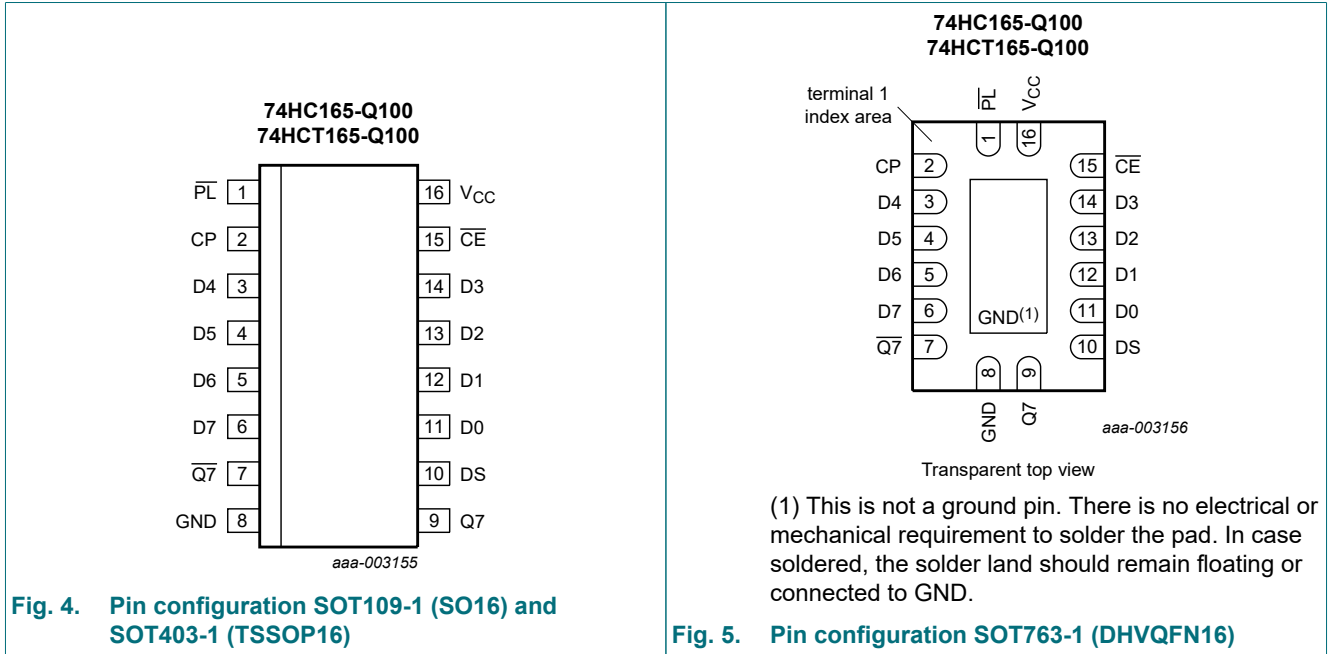 74HC165-Q100
74HCT165-Q100
PL 1
CP 2
D4 3
D5 4
D6 5
D7 6
Q7 7
GND 8
16 VCC
15 CE
14 D3
13 D2
12 D1
11 D0
10 DS
9 Q7
aaa-003155
Fig. 4. Pin configuration SOT109-1 (SO16) and
SOT403-1 (TSSOP16)
74HC165-Q100
74HCT165-Q100
terminal 1
index area
PL
VCC
1
16
CP 2
D4 3
D5 4
D6 5
D7 6
Q7 7
15 CE
14 D3
13 D2
12 D1
11 D0
10 DS
GND(1)
8
9
GND
Q7
aaa-003156
Transparent top view
(1) This is not a ground pin. There is no electrical or
mechanical requirement to solder the pad. In case
soldered, the solder land should remain floating or
connected to GND.
Fig. 5. Pin configuration SOT763-1 (DHVQFN16)